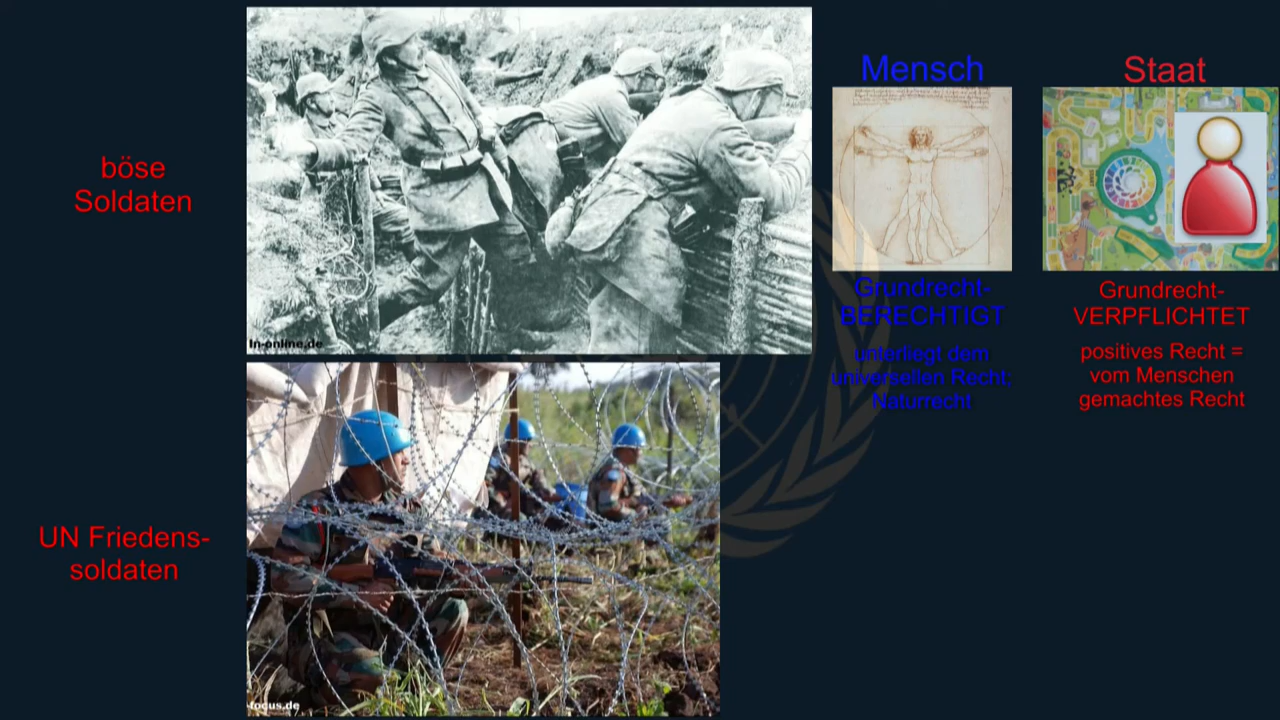 böse
Soldaten
ln-online.de
UN Friedens-
soldaten
-focus.de
Mensch
Grundrecht-
BERECHTIGT
unterliegt dem
universellen Recht;
Naturrecht
Staat
Grundrecht-
VERPFLICHTET
positives Recht =
vom Menschen
gemachtes Recht